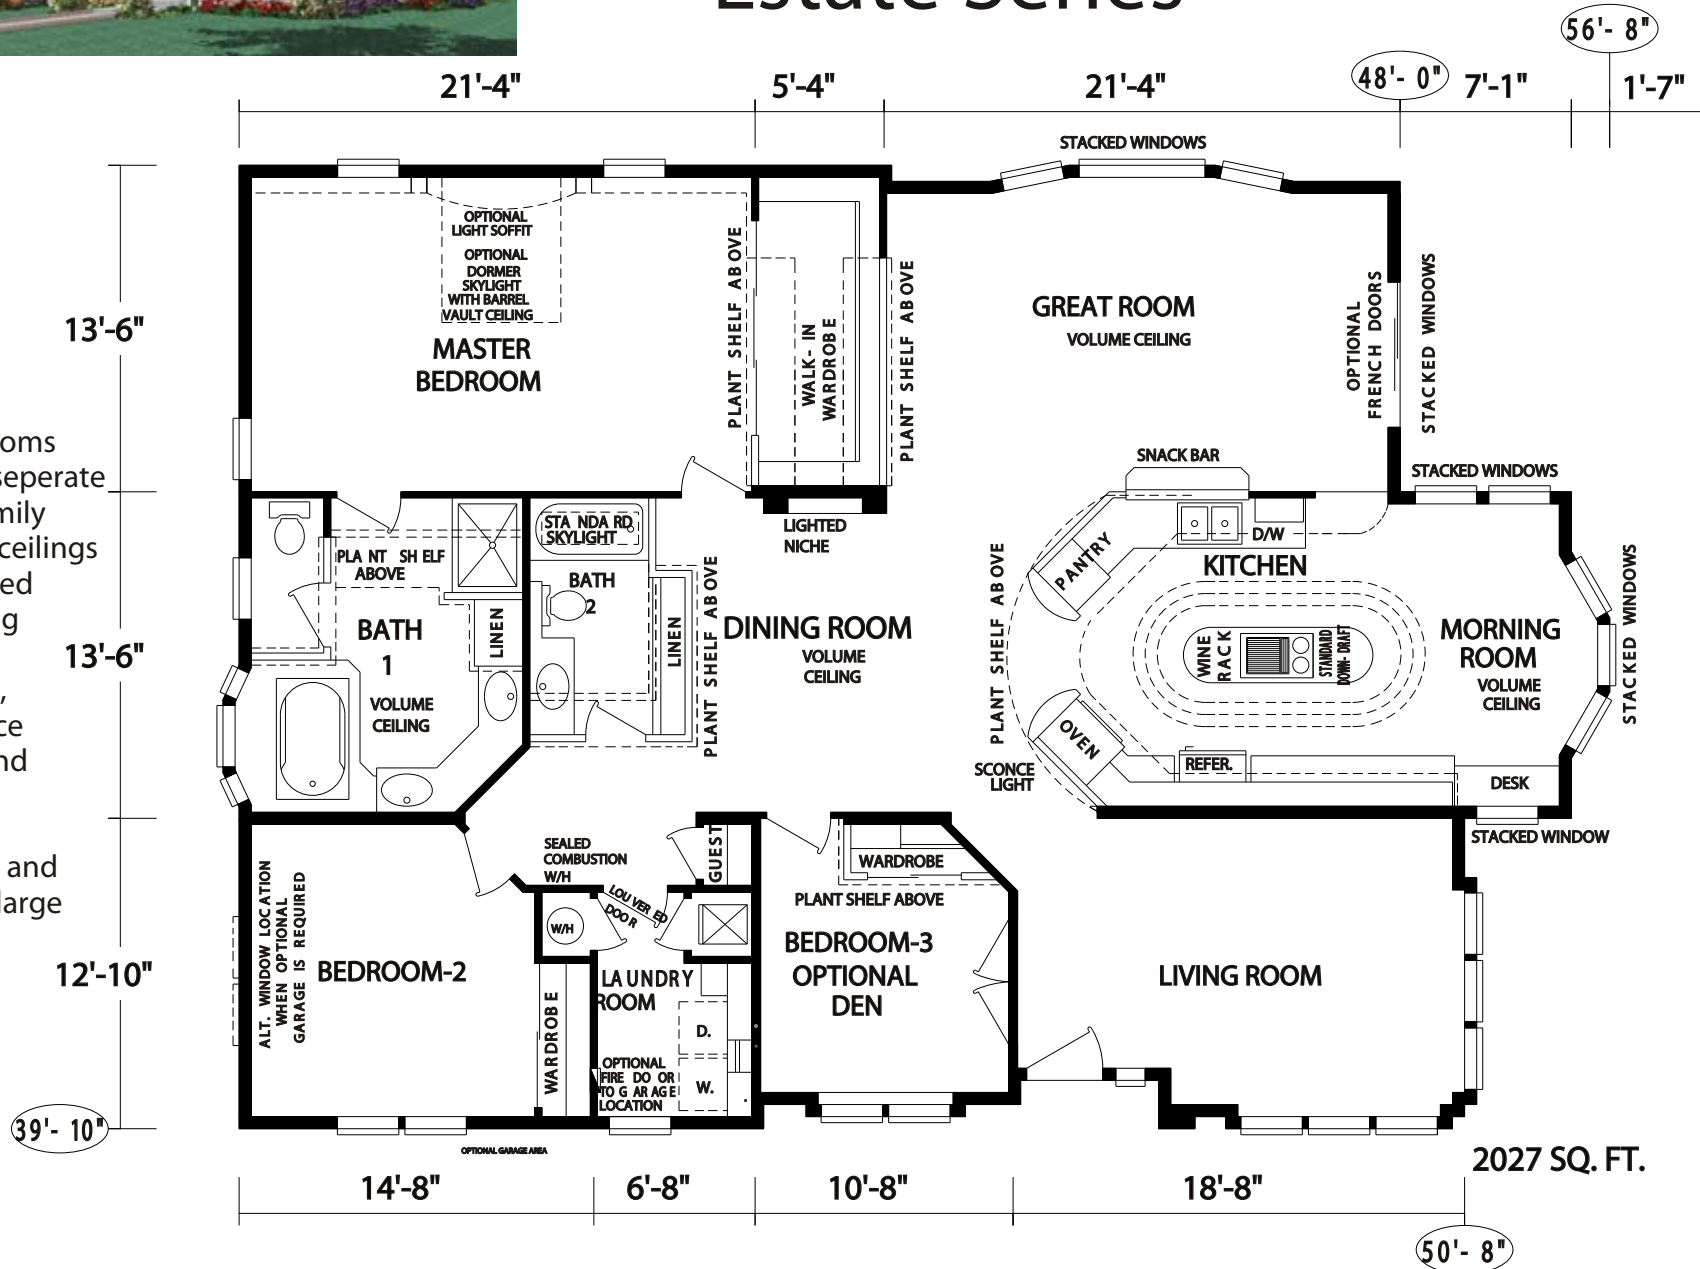 Estate Series
56'- 8"
21'-4"
5'-4"
21'-4"
48'- 0"
7'-1"
1'-7"
STACKED WINDOWS
OPTIONAL
LIGHT SOFFIT
OPTIONAL
DORMER
SKYLIGHT
WITH BARREL
VAULT CEILING
MASTER
BEDROOM
PLANT SHELF ABOVE
WALK- IN
WARDROBE
PLANT SHELF ABOVE
GREAT ROOM
VOLUME CEILING
OPTIONAL
FRENCH DOORS
STACKED WINDOWS
13'-6"
ooms
seperate
mily
ceilings
ed
g
,
ce
nd
and
large
SNACK BAR
STACKED WINDOWS
LIGHTED
NICHE
STANDARD
SKYLIGHT
PLANT SHELF
ABOVE
BATH
2
BATH
1
VOLUME
CEILING
LINEN
LINEN
PLANT SHELF ABOVE
DINING ROOM
VOLUME
CEILING
PLANT SHELF ABOVE
PANTRY
D/W
KITCHEN
WINE
RACK
STANDARD
DOWN- DRAFT
MORNING
ROOM
VOLUME
CEILING
STACKED WINDOWS
13'-6"
OVEN
REFER.
DESK
SCONCE
LIGHT
STACKED WINDOW
SEALED
COMBUSTION
W/H
GUEST
WARDROBE
PLANT SHELF ABOVE
LOUVERED
DOOR
W/H
ALT. WINDOW LOCATION
WHEN OPTIONAL
GARAGE IS REQUIRED
BEDROOM-2
WARDROBE
LAUNDRY
ROOM
D.
W.
OPTIONAL
FIRE DOOR
TO GARAGE
LOCATION
BEDROOM-3
OPTIONAL
DEN
LIVING ROOM
12'-10"
39'- 10"
OPTIONAL GARAGE AREA
2027 SQ. FT.
14'-8"
6'-8"
10'-8"
18'-8"
50'- 8"